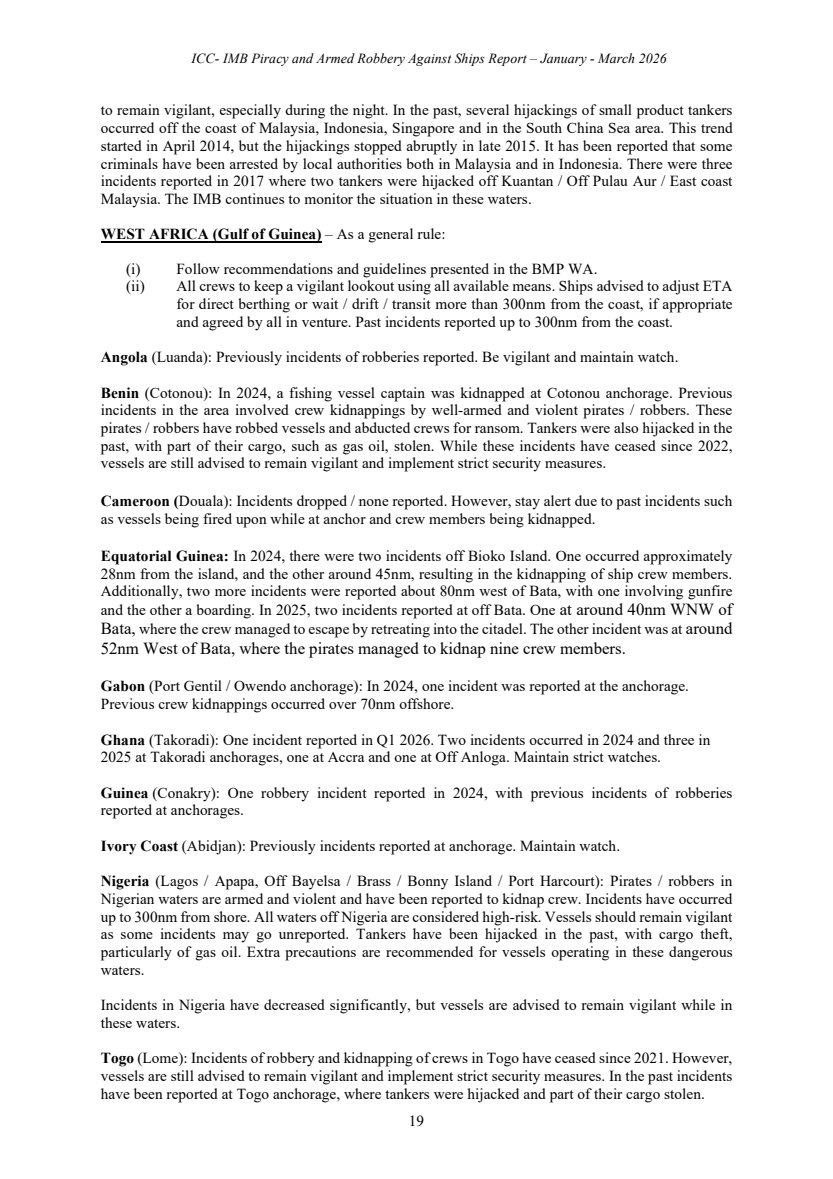 ICC- IMB Piracy and Armed Robbery Against Ships Report – January - March 2026
to remain vigilant, especially during the night. In the past, several hijackings of small product tankers
occurred off the coast of Malaysia, Indonesia, Singapore and in the South China Sea area. This trend
started in April 2014, but the hijackings stopped abruptly in late 2015. It has been reported that some
criminals have been arrested by local authorities both in Malaysia and in Indonesia. There were three
incidents reported in 2017 where two tankers were hijacked off Kuantan / Off Pulau Aur / East coast
Malaysia. The IMB continues to monitor the situation in these waters.
WEST AFRICA (Gulf of Guinea) – As a general rule:
(i) Follow recommendations and guidelines presented in the BMP WA.
(ii) All crews to keep a vigilant lookout using all available means. Ships advised to adjust ETA
for direct berthing or wait / drift / transit more than 300nm from the coast, if appropriate
and agreed by all in venture. Past incidents reported up to 300nm from the coast.
Angola (Luanda): Previously incidents of robberies reported. Be vigilant and maintain watch.
Benin (Cotonou): In 2024, a fishing vessel captain was kidnapped at Cotonou anchorage. Previous
incidents in the area involved crew kidnappings by well-armed and violent pirates / robbers. These
pirates / robbers have robbed vessels and abducted crews for ransom. Tankers were also hijacked in the
past, with part of their cargo, such as gas oil, stolen. While these incidents have ceased since 2022,
vessels are still advised to remain vigilant and implement strict security measures.
Cameroon (Douala): Incidents dropped / none reported. However, stay alert due to past incidents such
as vessels being fired upon while at anchor and crew members being kidnapped.
Equatorial Guinea: In 2024, there were two incidents off Bioko Island. One occurred approximately
28nm from the island, and the other around 45nm, resulting in the kidnapping of ship crew members.
Additionally, two more incidents were reported about 80nm west of Bata, with one involving gunfire
and the other a boarding. In 2025, two incidents reported at off Bata. One at around 40nm WNW of
Bata, where the crew managed to escape by retreating into the citadel. The other incident was at around
52nm West of Bata, where the pirates managed to kidnap nine crew members.
Gabon (Port Gentil / Owendo anchorage): In 2024, one incident was reported at the anchorage.
Previous crew kidnappings occurred over 70nm offshore.
Ghana (Takoradi): One incident reported in Q1 2026. Two incidents occurred in 2024 and three in
2025 at Takoradi anchorages, one at Accra and one at Off Anloga. Maintain strict watches.
Guinea (Conakry): One robbery incident reported in 2024, with previous incidents of robberies
reported at anchorages.
Ivory Coast (Abidjan): Previously incidents reported at anchorage. Maintain watch.
Nigeria (Lagos / Apapa, Off Bayelsa / Brass / Bonny Island / Port Harcourt): Pirates / robbers in
Nigerian waters are armed and violent and have been reported to kidnap crew. Incidents have occurred
up to 300nm from shore. All waters off Nigeria are considered high-risk. Vessels should remain vigilant
as some incidents may go unreported. Tankers have been hijacked in the past, with cargo theft,
particularly of gas oil. Extra precautions are recommended for vessels operating in these dangerous
waters.
Incidents in Nigeria have decreased significantly, but vessels are advised to remain vigilant while in
these waters.
Togo (Lome): Incidents of robbery and kidnapping of crews in Togo have ceased since 2021. However,
vessels are still advised to remain vigilant and implement strict security measures. In the past incidents
have been reported at Togo anchorage, where tankers were hijacked and part of their cargo stolen.
19